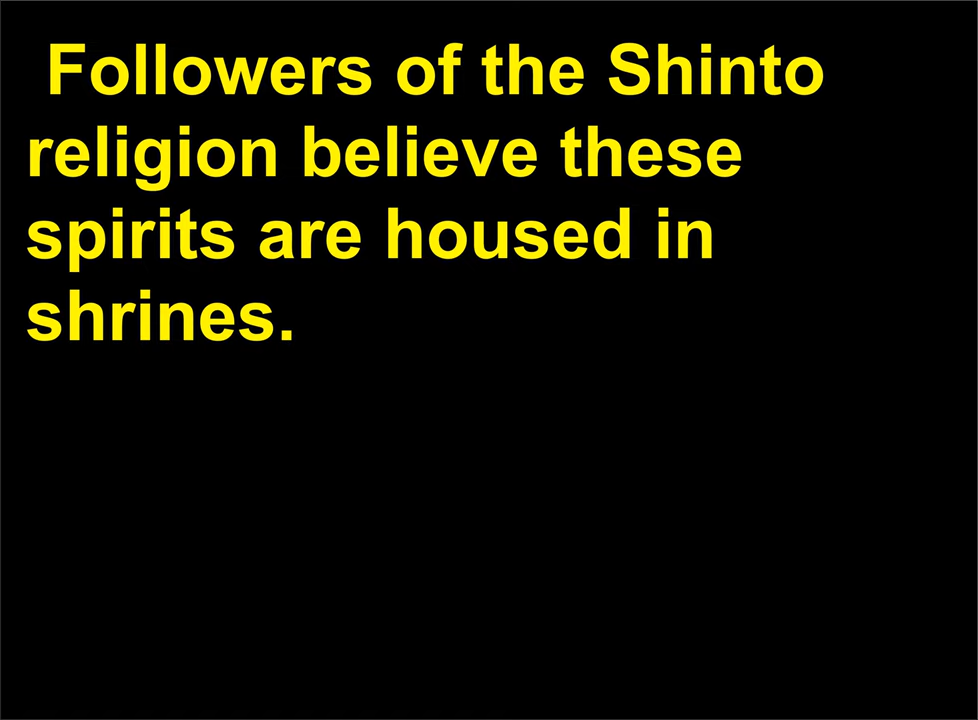 Followers of the Shinto
religion believe these
spirits are housed in
shrines.